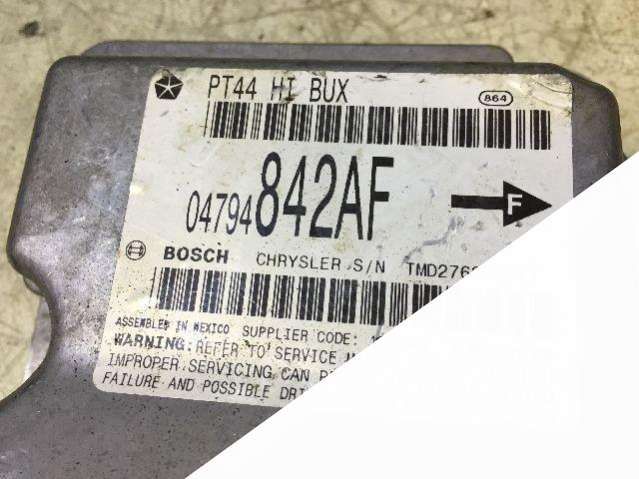 PT44 HI BUX 864
04794842AF F
BOSCH CHRYSLER S/N
ASSEMBLED IN MEXICO SUPPLIER CODE:
WARNING: REFER TO SERVICE
IMPROPER SERVICING CAN
FAILURE AND POSSIBLE